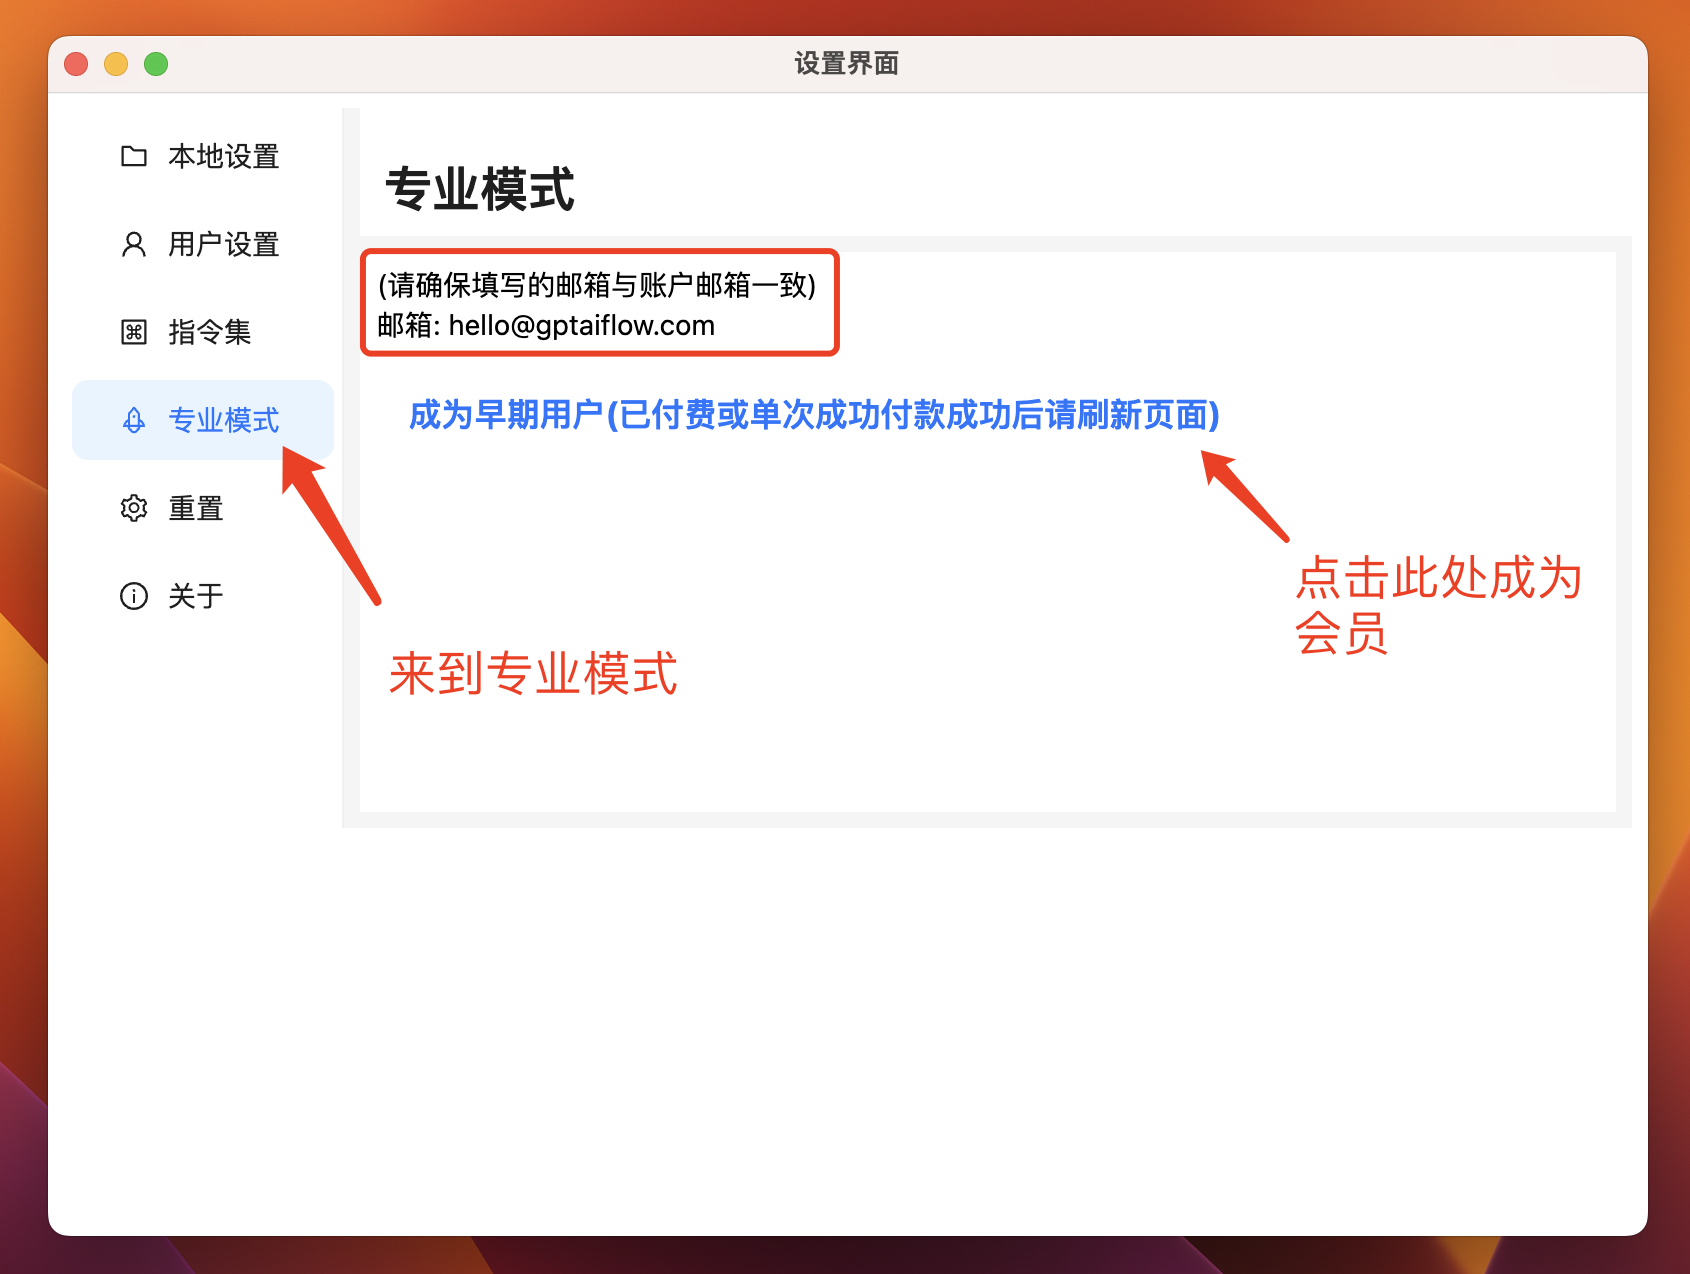 设置界面
本地设置
用户设置
指令集
专业模式
重置
关于
专业模式
(请确保填写的邮箱与账户邮箱一致)
邮箱: hello@gptaiflow.com
成为早期用户(已付费或单次成功付款成功后请刷新页面)
点击此处成为
会员
来到专业模式